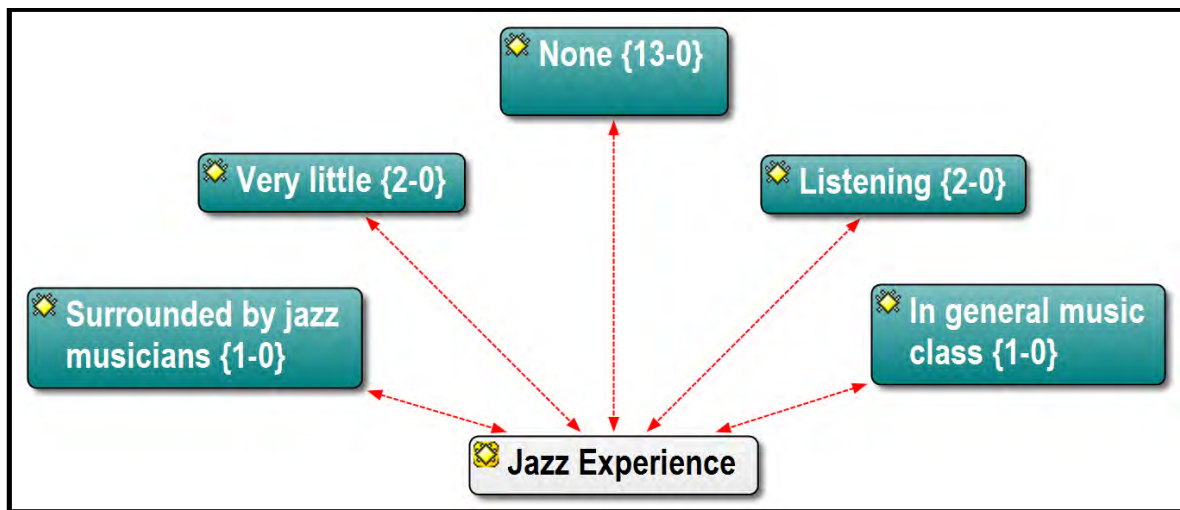 None {13-0}
Very little {2-0}
Listening {2-0}
Surrounded by jazz
musicians {1-0}
In general music
class {1-0}
Jazz Experience